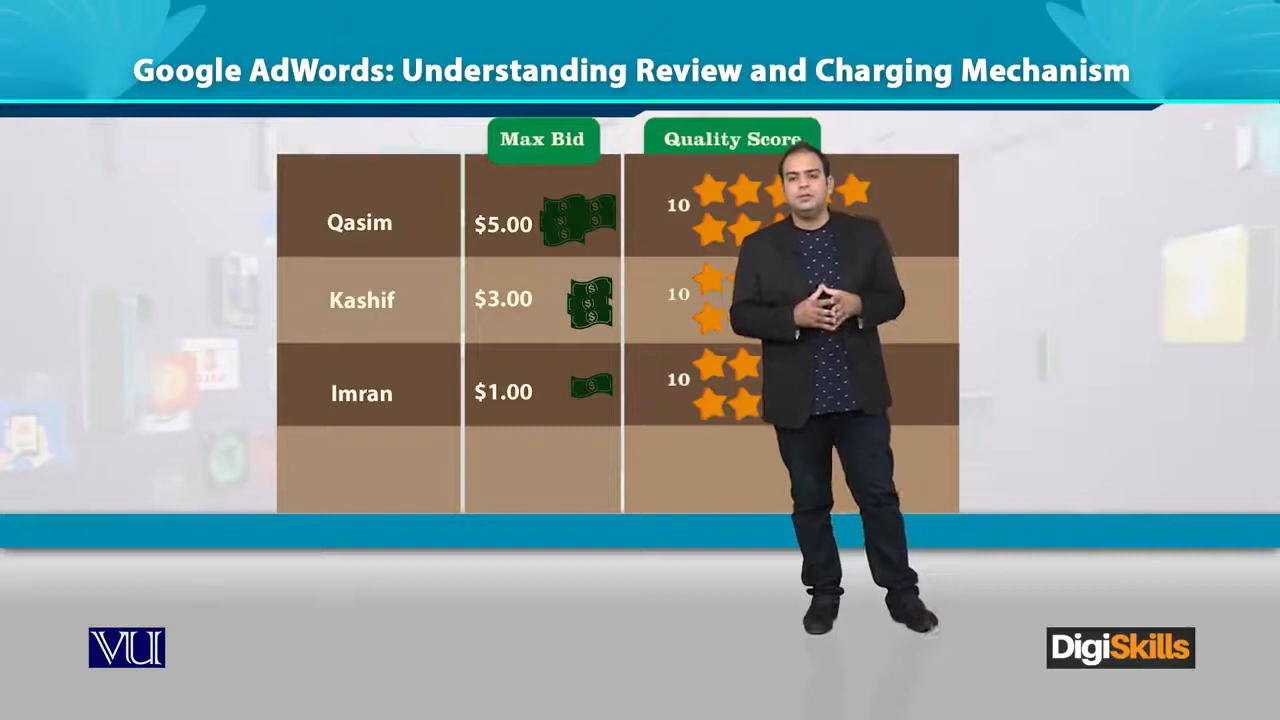 Google AdWords: Understanding Review and Charging Mechanism
Max Bid Quality Score
Qasim $5.00 10
Kashif $3.00 10
Imran $1.00 10
VU DigiSkills